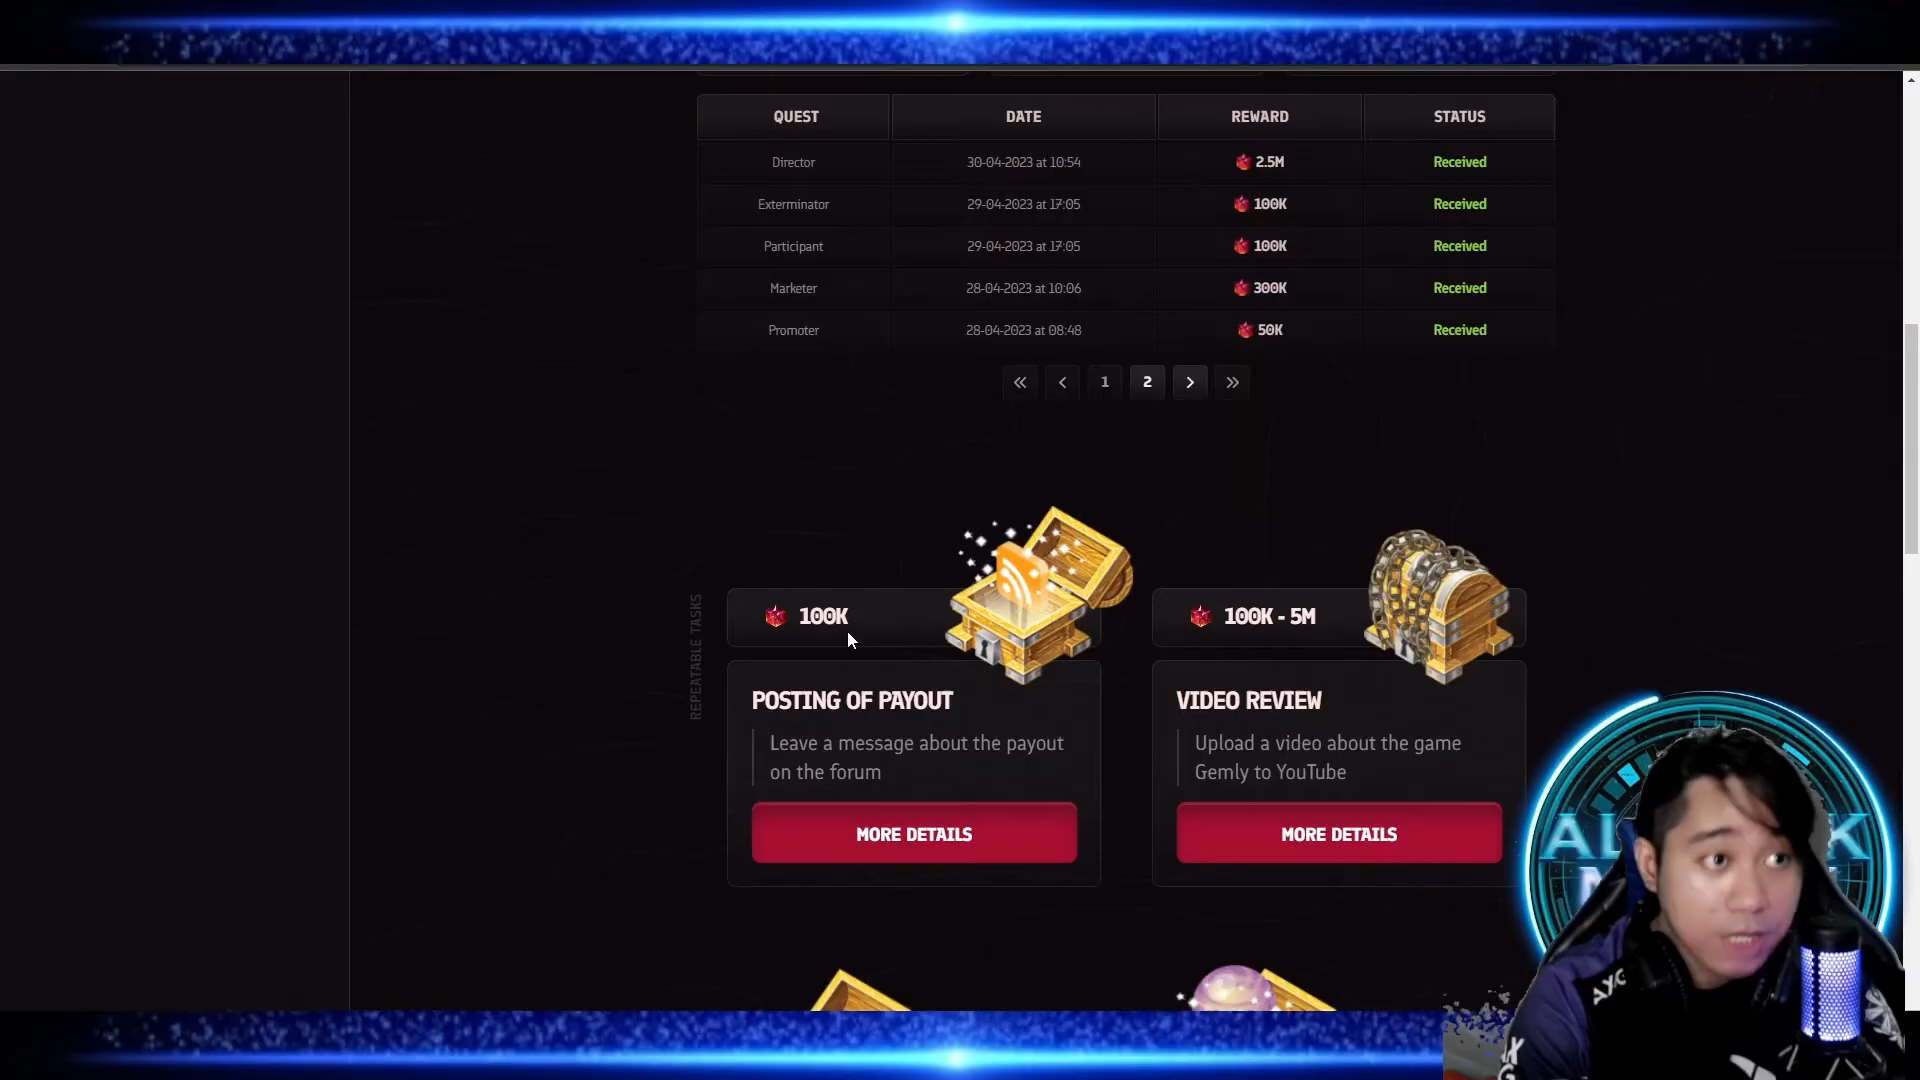 QUEST DATE REWARD STATUS
Director 30-04-2023 at 10:54 2.5M Received
Exterminator 29-04-2023 at 17:05 100K Received
Participant 29-04-2023 at 17:05 100K Received
Marketer 28-04-2023 at 10:06 300K Received
Promoter 28-04-2023 at 08:48 50K Received
« ‹ 1 2 › »
REPEATABLE TASKS
100K
POSTING OF PAYOUT
Leave a message about the payout
on the forum
MORE DETAILS
100K - 5M
VIDEO REVIEW
Upload a video about the game
Gemly to YouTube
MORE DETAILS